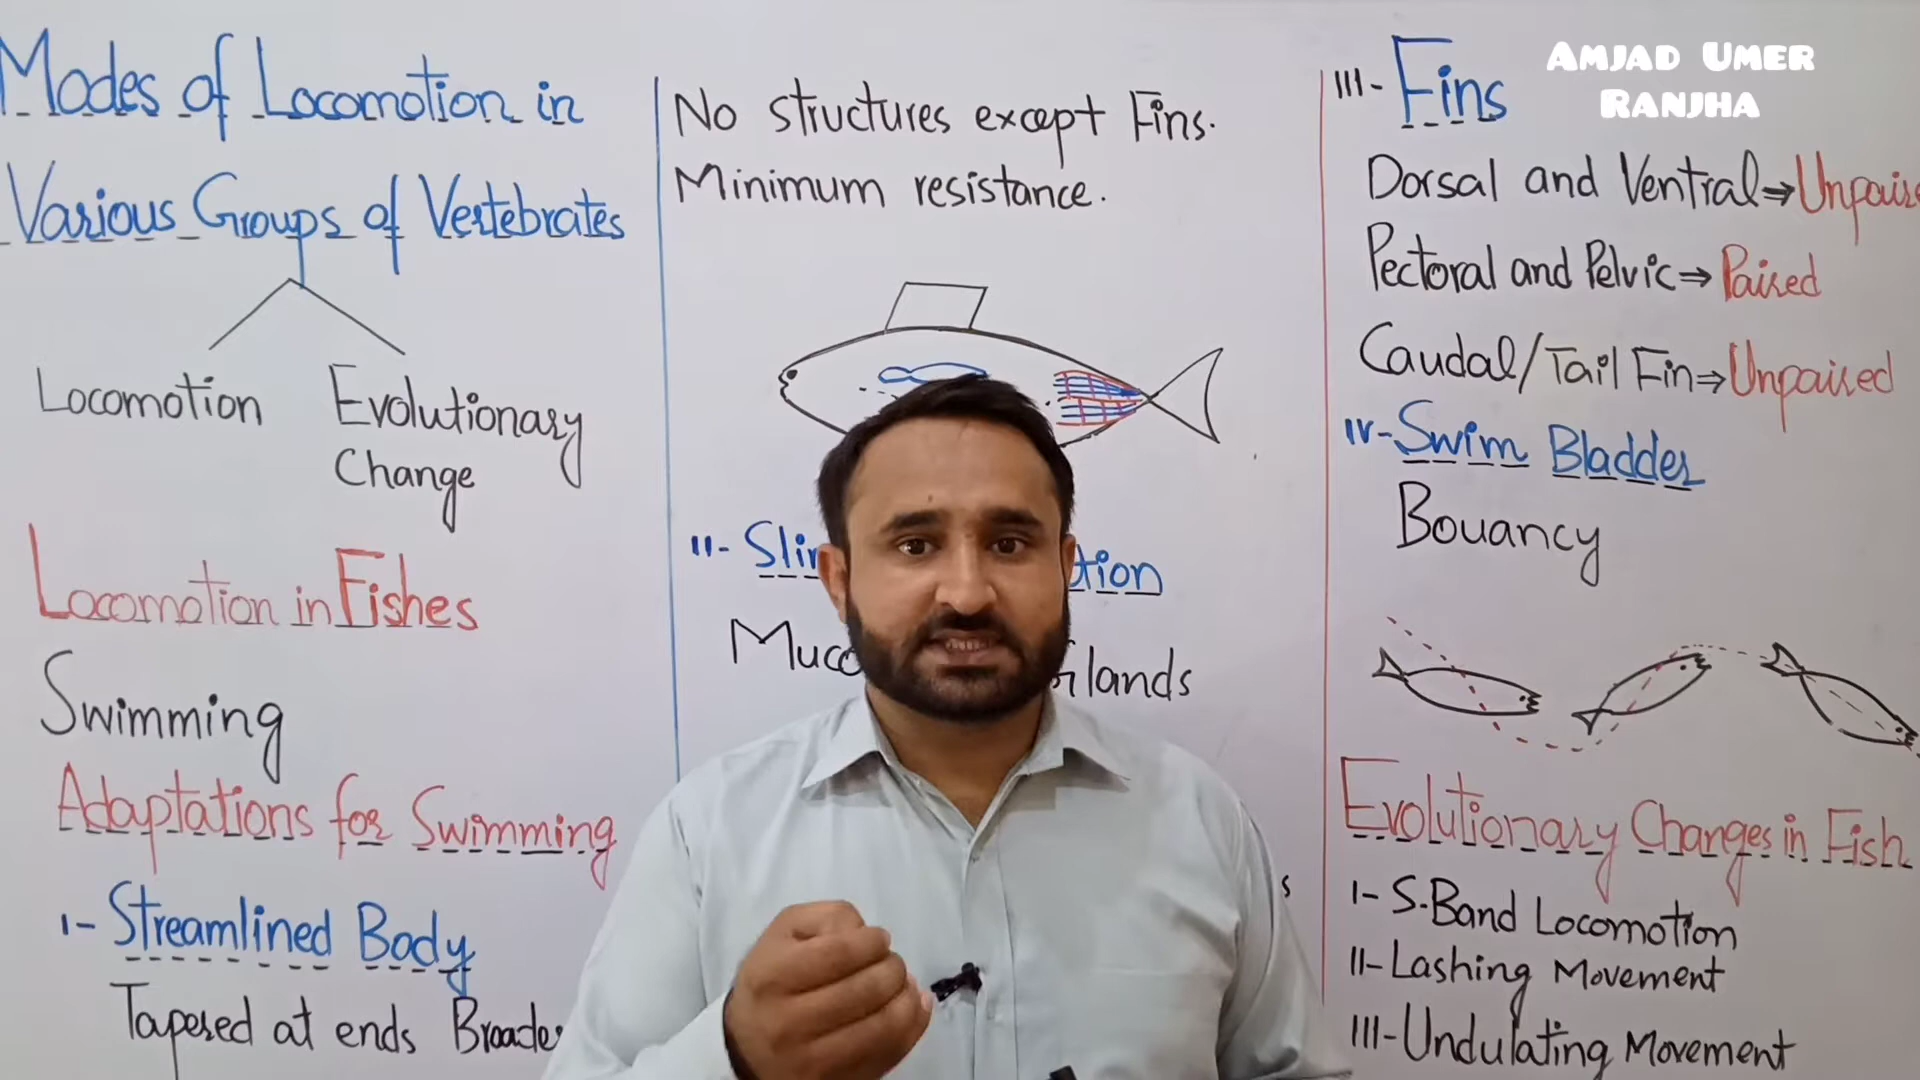 Modes of Locomotion in
Various Groups of Vertebrates
Locomotion
Evolutionary
Change
Locomotion in Fishes
Swimming
Adaptations for Swimming
I- Streamlined Body
Tapered at ends
No structures except Fins.
Minimum resistance.
II-
Glands
III- Fins
Dorsal and Ventral ⇒
Pectoral and Pelvic ⇒ Paired
Caudal/Tail Fin ⇒ Unpaired
IV- Swim Bladder
Bouancy
Evolutionary Changes in Fish
I- S-Band Locomotion
II- Lashing Movement
III- Undulating Movement
AMJAD UMER
RANJHA